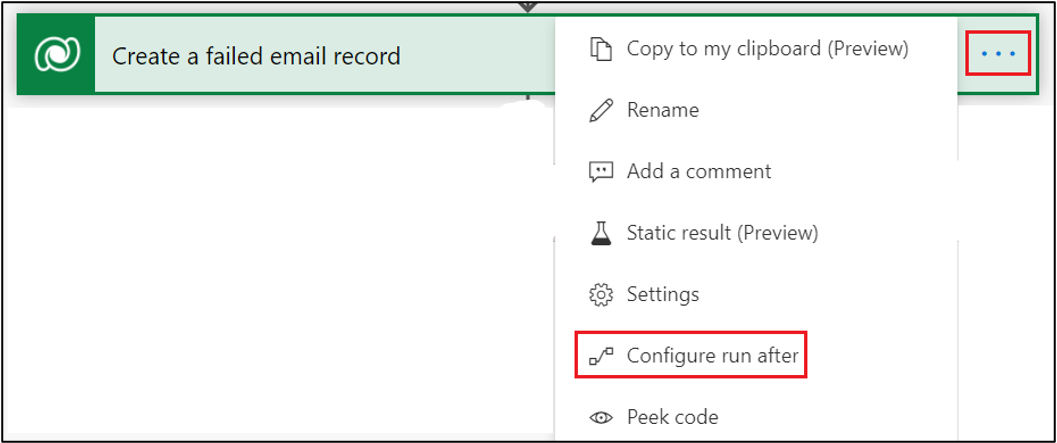 Create a failed email record
Copy to my clipboard (Preview)
Rename
Add a comment
Static result (Preview)
Settings
Configure run after
Peek code